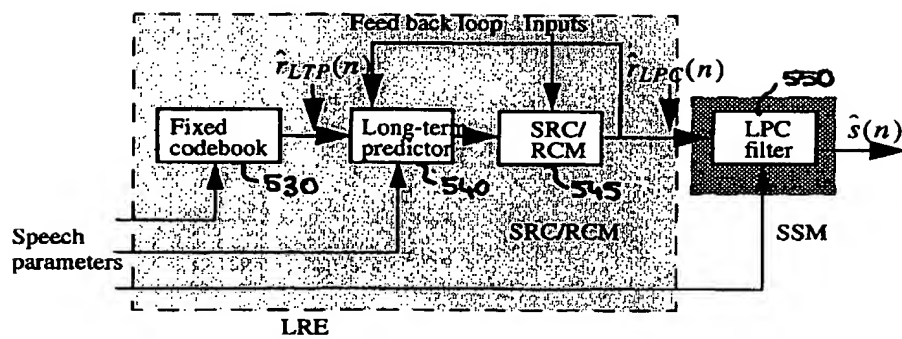 Feed back loop Inputs
r̂LTP(n)
r̂LPC(n)
550
Fixed
codebook
530
Long-term
predictor
540
SRC/
RCM
545
LPC
filter
ŝ(n)
Speech
parameters
SRC/RCM
SSM
LRE